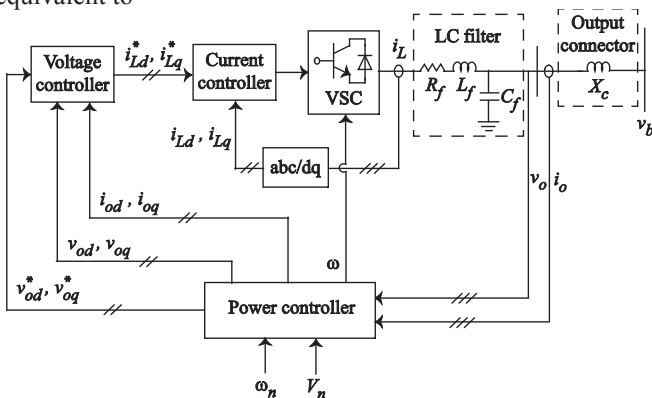 equivalent to
Voltage
controller
i*Ld, i*Lq
Current
controller
VSC
iL
LC filter
Rf
Lf
Cf
Output
connector
Xc
vb
iLd, iLq
abc/dq
vo
io
iod, ioq
vod, voq
v*od, v*oq
ω
Power controller
ωn
Vn